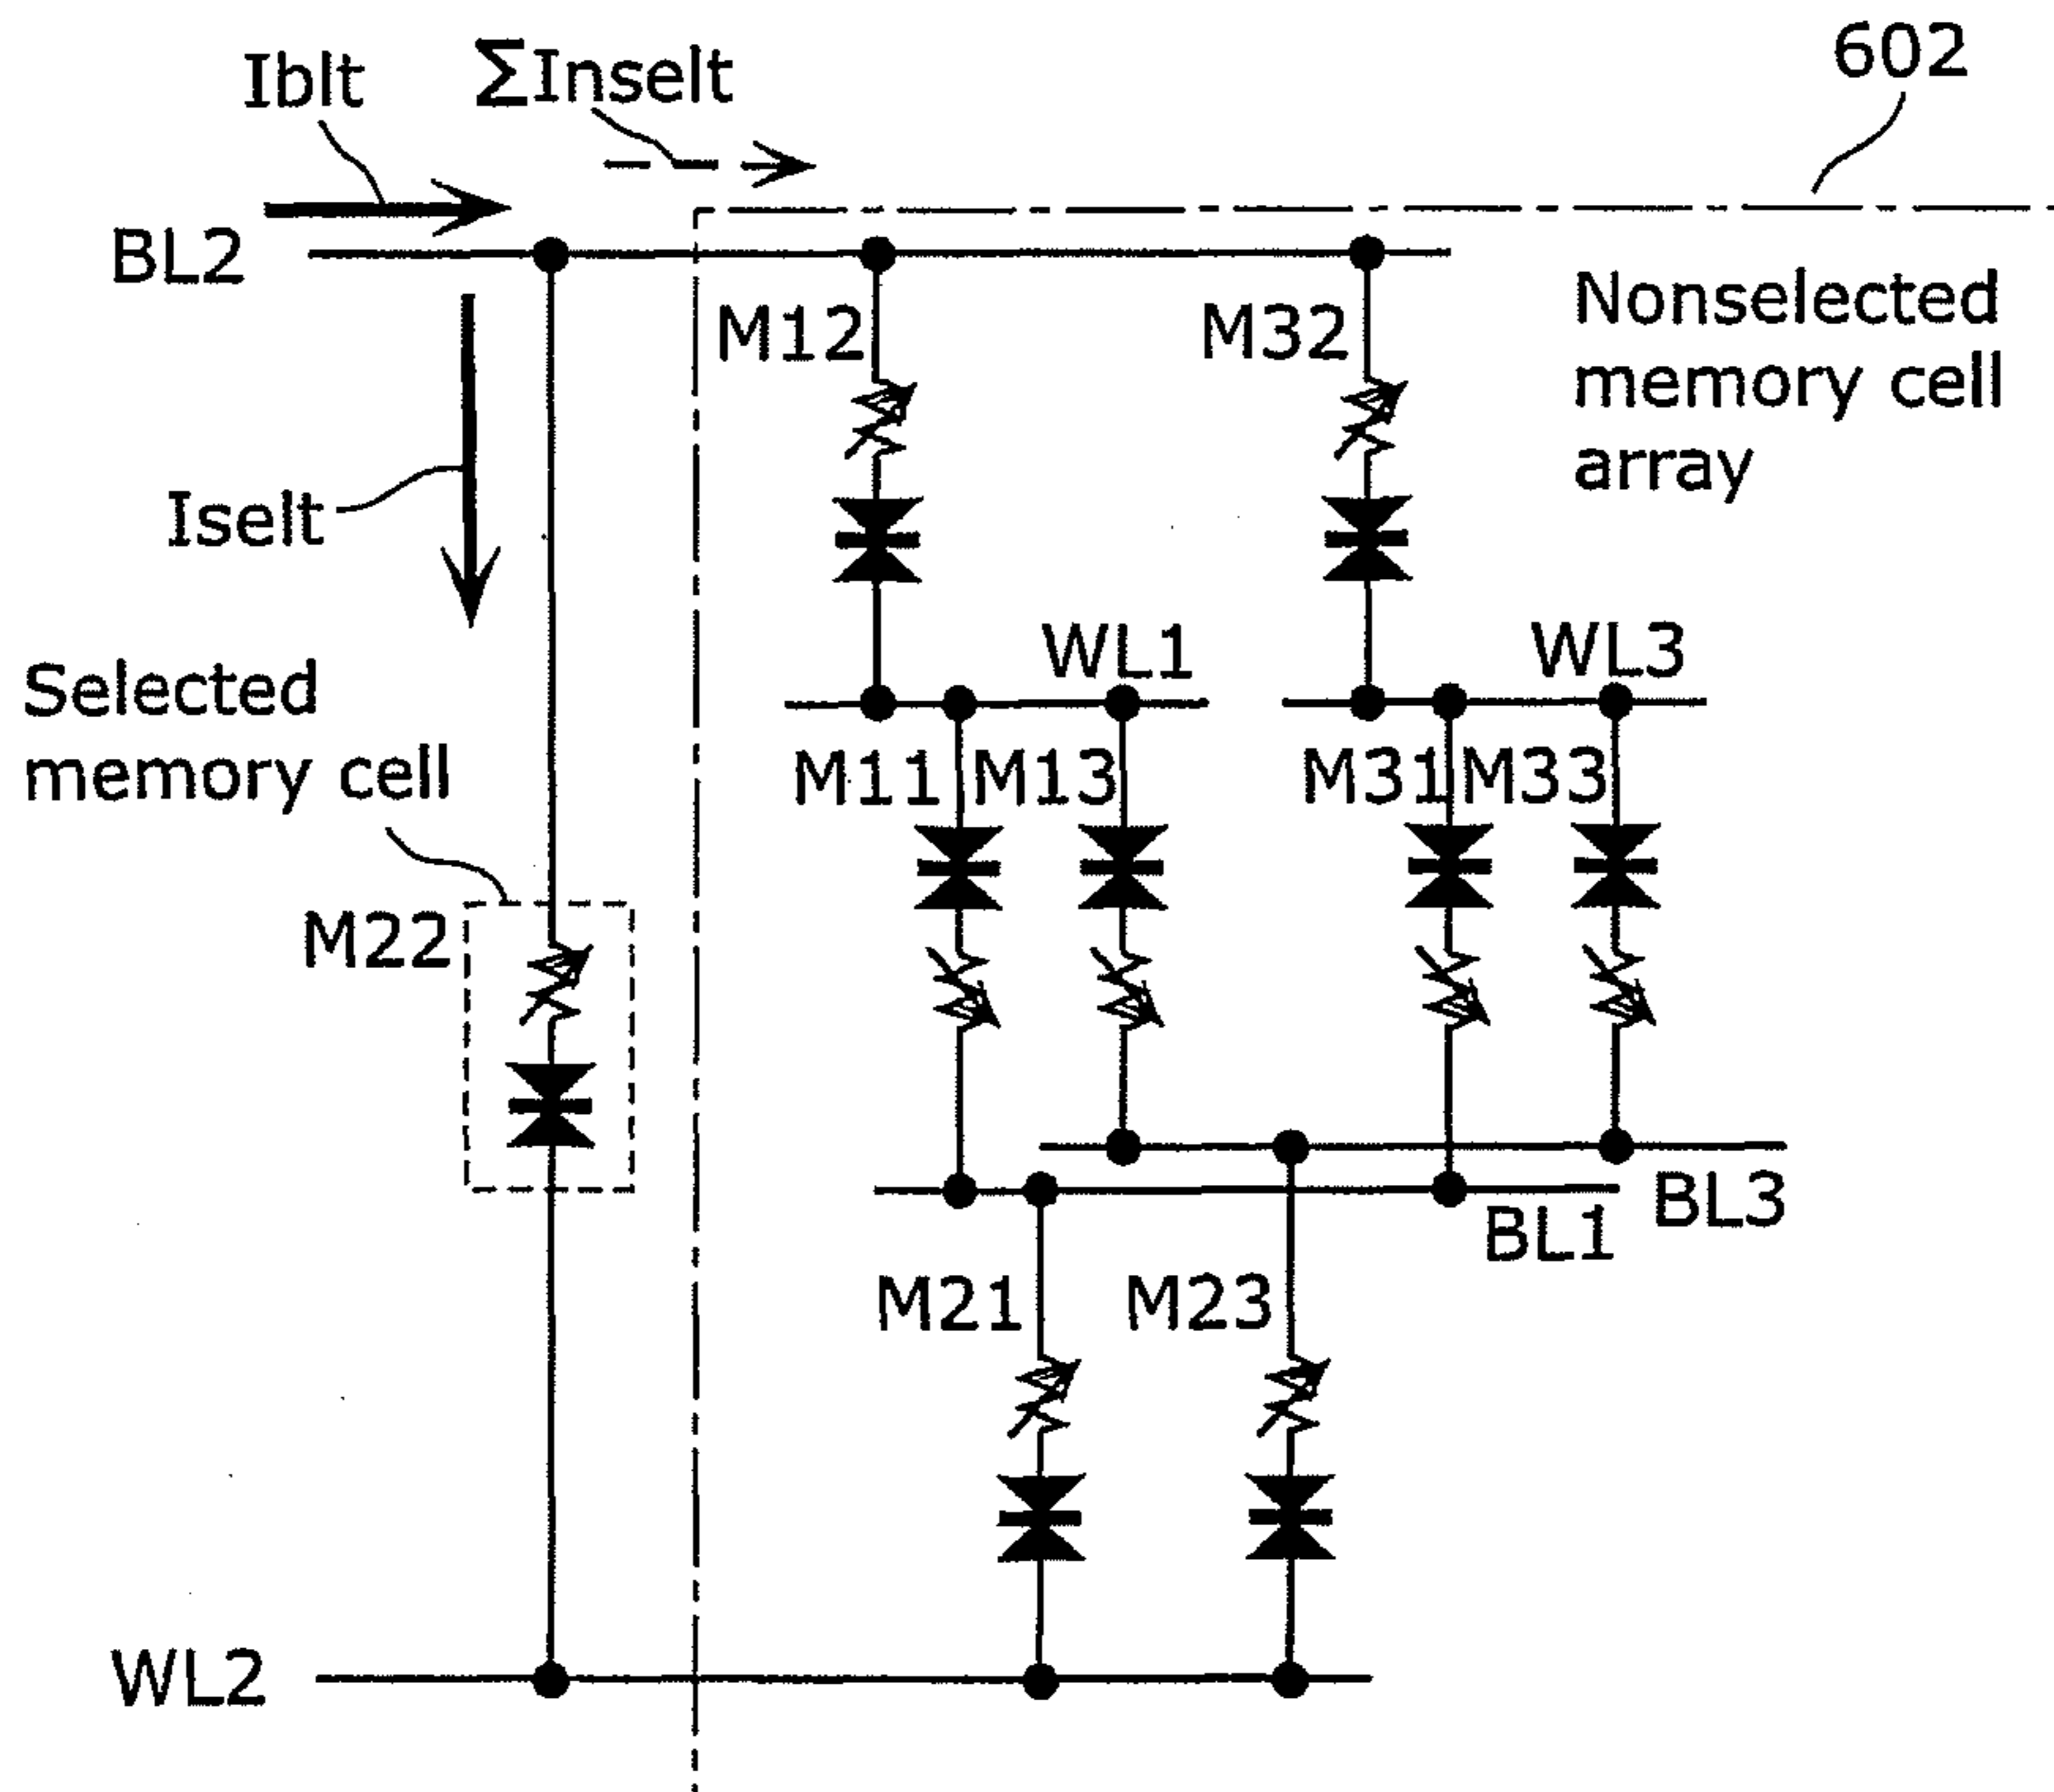 Iblt
ΣInselt
602
BL2
M12
M32
Nonselected
memory cell
array
Iselt
WL1
WL3
Selected
memory cell
M11
M13
M31
M33
M22
BL3
BL1
M21
M23
WL2